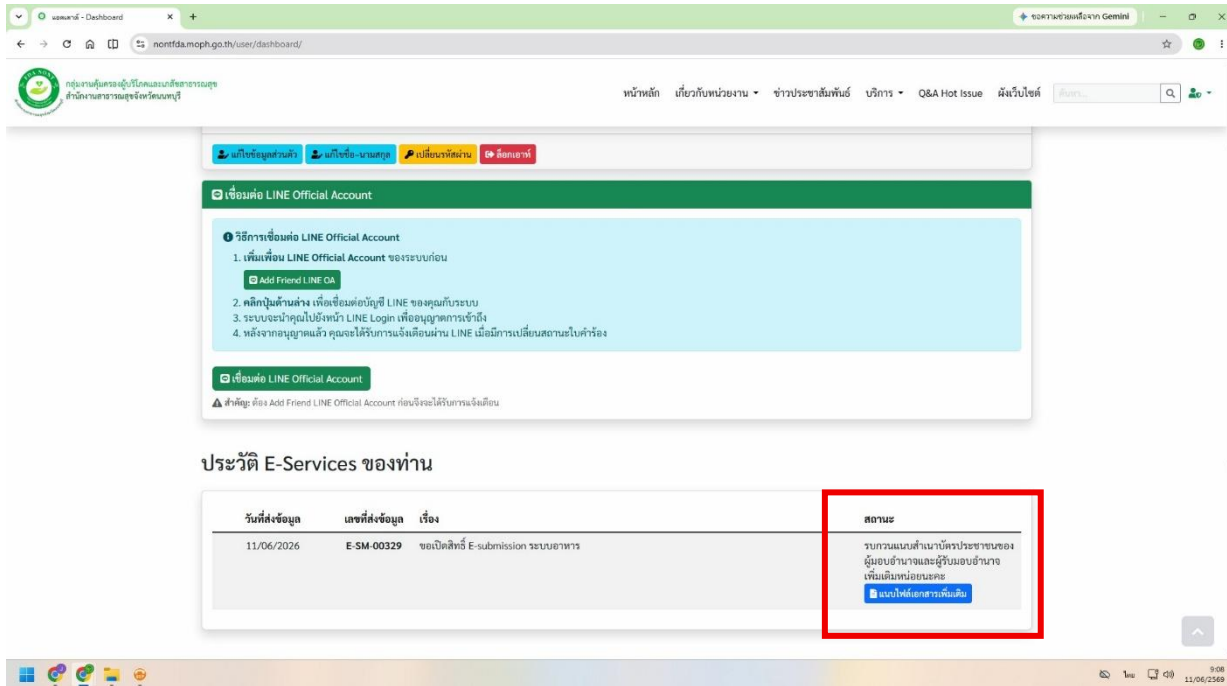 แดชบอร์ด - Dashboard
ขอความช่วยเหลือจาก Gemini
nontfda.moph.go.th/user/dashboard/
กลุ่มงานคุ้มครองผู้บริโภคและเภสัชสาธารณสุข
สำนักงานสาธารณสุขจังหวัดนนทบุรี
หน้าหลัก เกี่ยวกับหน่วยงาน ข่าวประชาสัมพันธ์ บริการ Q&A Hot Issue ผังเว็บไซต์ ค้นหา...
แก้ไขข้อมูลส่วนตัว แก้ไขชื่อ-นามสกุล เปลี่ยนรหัสผ่าน ล็อกเอาท์
เชื่อมต่อ LINE Official Account
วิธีการเชื่อมต่อ LINE Official Account
1. เพิ่มเพื่อน LINE Official Account ของระบบก่อน
Add Friend LINE OA
2. คลิกปุ่มด้านล่าง เพื่อเชื่อมต่อบัญชี LINE ของคุณกับระบบ
3. ระบบจะนำคุณไปยังหน้า LINE Login เพื่ออนุญาตการเข้าถึง
4. หลังจากอนุญาตแล้ว คุณจะได้รับการแจ้งเตือนผ่าน LINE เมื่อมีการเปลี่ยนสถานะใบคำร้อง
เชื่อมต่อ LINE Official Account
สำคัญ: ต้อง Add Friend LINE Official Account ก่อนจึงจะได้รับการแจ้งเตือน
ประวัติ E-Services ของท่าน
วันที่ส่งข้อมูล เลขที่ส่งข้อมูล เรื่อง สถานะ
11/06/2026 E-SM-00329 ขอเปิดสิทธิ์ E-submission ระบบอาหาร รบกวนแนบสำเนาบัตรประชาชนของ
ผู้มอบอำนาจและผู้รับมอบอำนาจ
เพิ่มเติมหน่อยนะคะ
แนบไฟล์เอกสารเพิ่มเติม
ไทย
9:08
11/06/2569